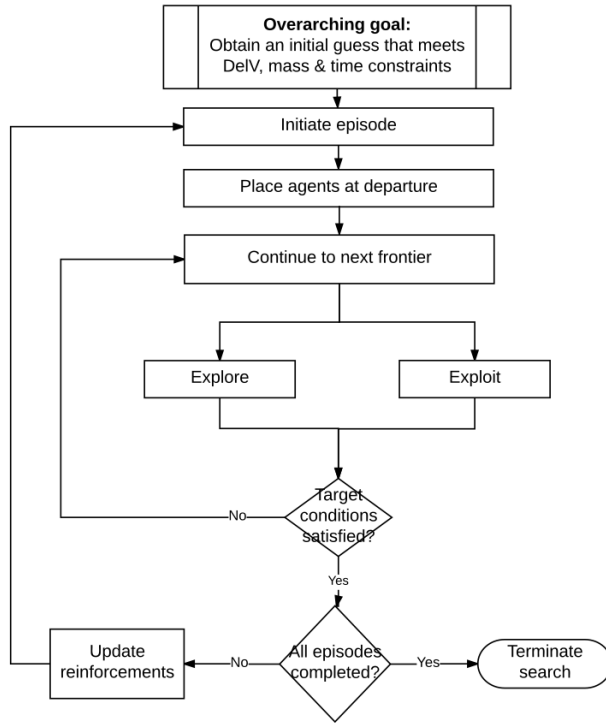 Overarching goal:
Obtain an initial guess that meets
DelV, mass & time constraints
Initiate episode
Place agents at departure
Continue to next frontier
Explore
Exploit
Target
conditions
satisfied?
No
Yes
All episodes
completed?
No
Yes
Update
reinforcements
Terminate
search